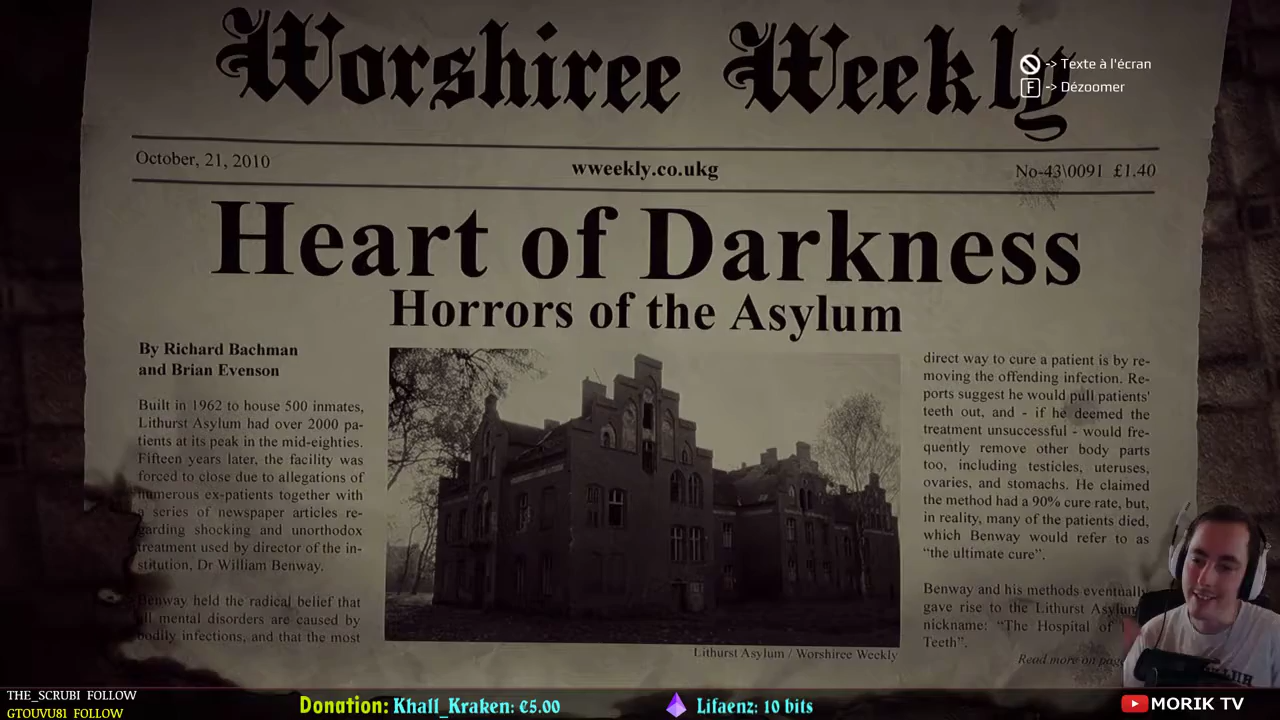 Worshiree Weekly
-> Texte à l'écran
F -> Dézoomer
October, 21, 2010
wweekly.co.ukg
No-43\0091 £1.40
Heart of Darkness
Horrors of the Asylum
By Richard Bachman
and Brian Evenson
Built in 1962 to house 500 inmates,
Lithurst Asylum had over 2000 pa-
tients at its peak in the mid-eighties.
Fifteen years later, the facility was
forced to close due to allegations of
numerous ex-patients together with
a series of newspaper articles re-
garding shocking and unorthodox
treatment used by director of the in-
stitution, Dr William Benway.
Benway held the radical belief that
all mental disorders are caused by
bodily infections, and that the most
Lithurst Asylum / Worshiree Weekly
direct way to cure a patient is by re-
moving the offending infection. Re-
ports suggest he would pull patients'
teeth out, and - if he deemed the
treatment unsuccessful - would fre-
quently remove other body parts
too, including testicles, uteruses,
ovaries, and stomachs. He claimed
the method had a 90% cure rate, but,
in reality, many of the patients died,
which Benway would refer to as
“the ultimate cure”.
Benway and his methods eventually
gave rise to the Lithurst Asylum
nickname: “The Hospital of
Teeth”.
Read more on page
THE_SCRUBI FOLLOW
GTOUVU81 FOLLOW
Donation: Khall_Kraken: €5.00
Lifaenz: 10 bits
MORIK TV